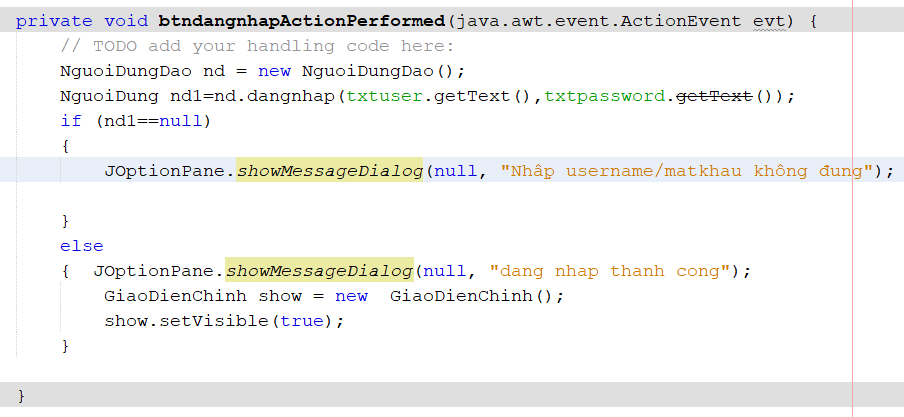 private void btndangnhapActionPerformed(java.awt.event.ActionEvent evt) {
// TODO add your handling code here:
NguoiDungDao nd = new NguoiDungDao();
NguoiDung nd1=nd.dangnhap(txtuser.getText(),txtpassword.getText());
if (nd1==null)
{
JOptionPane.showMessageDialog(null, "Nhâp username/matkhau không đung");
}
else
{ JOptionPane.showMessageDialog(null, "dang nhap thanh cong");
GiaoDienChinh show = new GiaoDienChinh();
show.setVisible(true);
}
}